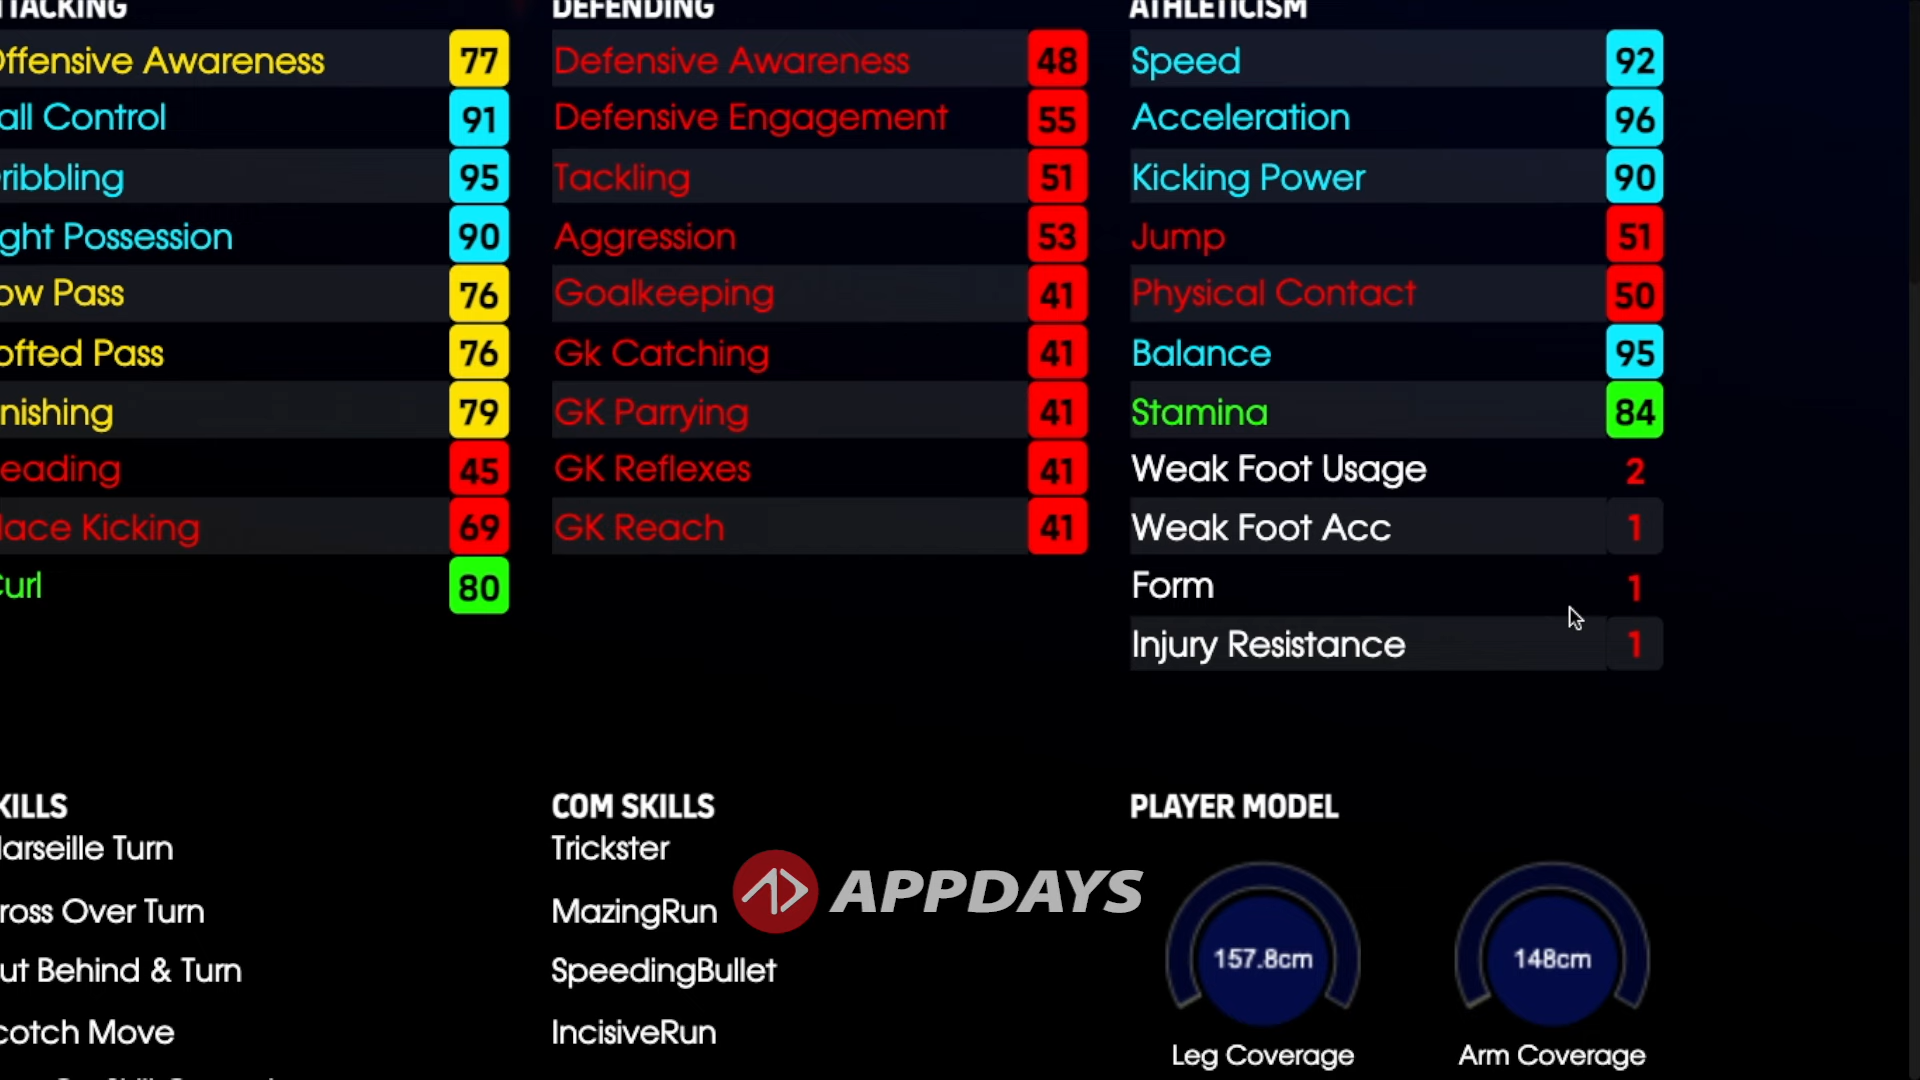 TTACKING
ffensive Awareness 77
all Control 91
ribbling 95
ght Possession 90
ow Pass 76
ofted Pass 76
nishing 79
eading 45
lace Kicking 69
Curl 80
DEFENDING
Defensive Awareness 48
Defensive Engagement 55
Tackling 51
Aggression 53
Goalkeeping 41
Gk Catching 41
GK Parrying 41
GK Reflexes 41
GK Reach 41
ATHLETICISM
Speed 92
Acceleration 96
Kicking Power 90
Jump 51
Physical Contact 50
Balance 95
Stamina 84
Weak Foot Usage 2
Weak Foot Acc 1
Form 1
Injury Resistance 1
KILLS
arseille Turn
ross Over Turn
ut Behind & Turn
cotch Move
COM SKILLS
Trickster
MazingRun
SpeedingBullet
IncisiveRun
APPDAYS
PLAYER MODEL
157.8cm
Leg Coverage
148cm
Arm Coverage